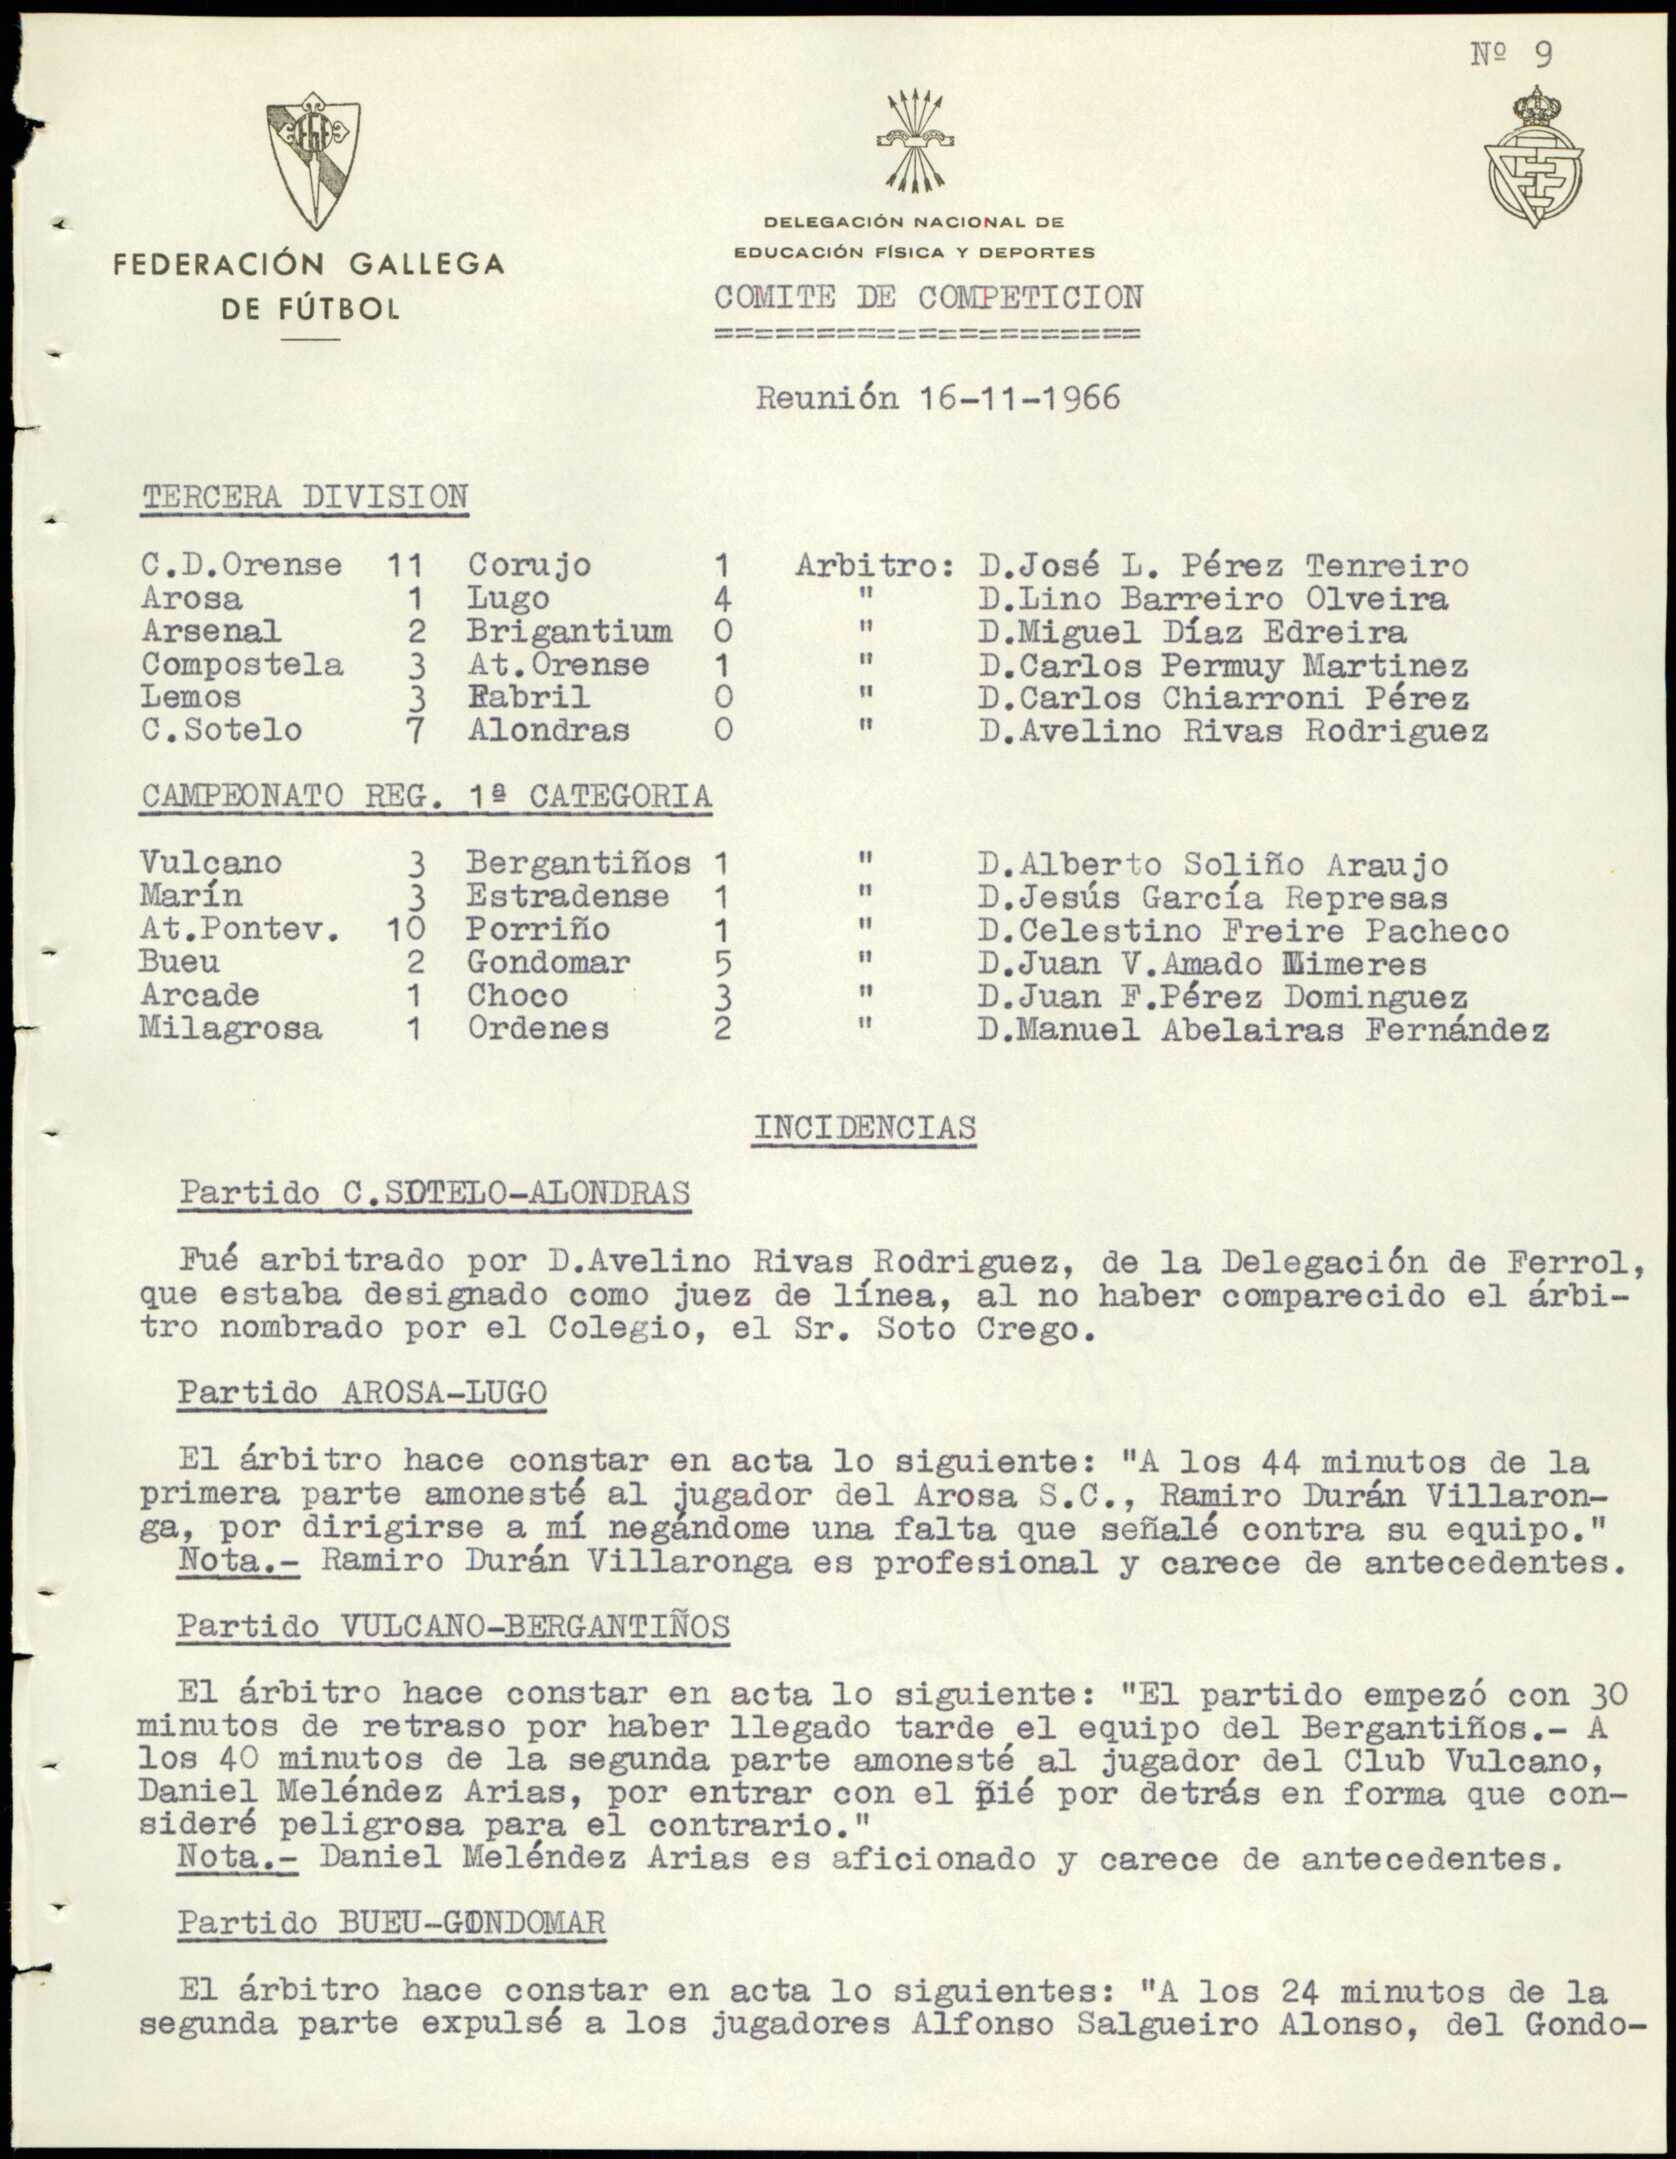 Nº 9
FEDERACIÓN GALLEGA
DE FÚTBOL
DELEGACIÓN NACIONAL DE
EDUCACIÓN FÍSICA Y DEPORTES
COMITE DE COMPETICION
=====================
Reunión 16-11-1966
TERCERA DIVISION
C.D.Orense 11 Corujo 1 Arbitro: D.José L. Pérez Tenreiro
Arosa 1 Lugo 4 " D.Lino Barreiro Olveira
Arsenal 2 Brigantium 0 " D.Miguel Díaz Edreira
Compostela 3 At.Orense 1 " D.Carlos Permuy Martinez
Lemos 3 Fabril 0 " D.Carlos Chiarroni Pérez
C.Sotelo 7 Alondras 0 " D.Avelino Rivas Rodriguez
CAMPEONATO REG. 1ª CATEGORIA
Vulcano 3 Bergantiños 1 " D.Alberto Soliño Araujo
Marín 3 Estradense 1 " D.Jesús García Represas
At.Pontev. 10 Porriño 1 " D.Celestino Freire Pacheco
Bueu 2 Gondomar 5 " D.Juan V.Amado
Arcade 1 Choco 3 " D.Juan F.Pérez Dominguez
Milagrosa 1 Ordenes 2 " D.Manuel Abelairas Fernández
INCIDENCIAS
Partido C.SOTELO-ALONDRAS
Fué arbitrado por D.Avelino Rivas Rodriguez, de la Delegación de Ferrol,
que estaba designado como juez de línea, al no haber comparecido el árbi-
tro nombrado por el Colegio, el Sr. Soto Crego.
Partido AROSA-LUGO
El árbitro hace constar en acta lo siguiente: "A los 44 minutos de la
primera parte amonesté al jugador del Arosa S.C., Ramiro Durán Villaron-
ga, por dirigirse a mí negándome una falta que señalé contra su equipo."
Nota.- Ramiro Durán Villaronga es profesional y carece de antecedentes.
Partido VULCANO-BERGANTIÑOS
El árbitro hace constar en acta lo siguiente: "El partido empezó con 30
minutos de retraso por haber llegado tarde el equipo del Bergantiños.- A
los 40 minutos de la segunda parte amonesté al jugador del Club Vulcano,
Daniel Meléndez Arias, por entrar con el pié por detrás en forma que con-
sideré peligrosa para el contrario."
Nota.- Daniel Meléndez Arias es aficionado y carece de antecedentes.
Partido BUEU-GONDOMAR
El árbitro hace constar en acta lo siguientes: "A los 24 minutos de la
segunda parte expulsé a los jugadores Alfonso Salgueiro Alonso, del Gondo-